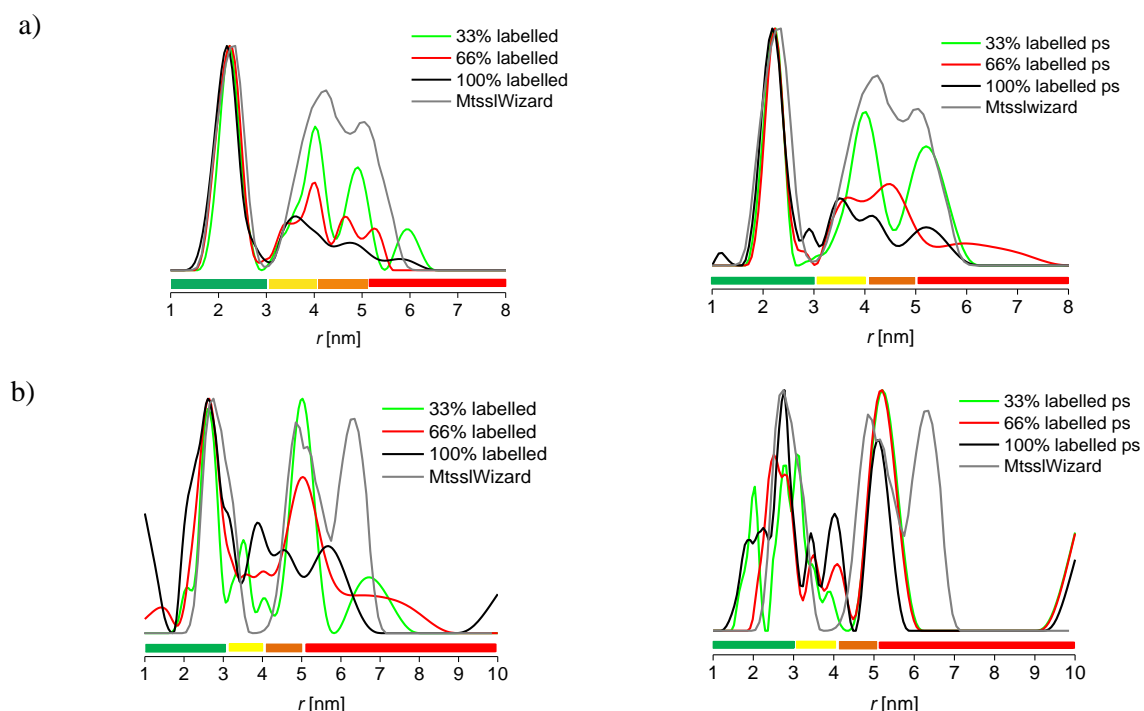 a)
33% labelled
66% labelled
100% labelled
MtsslWizard
1 2 3 4 5 6 7 8
r [nm]
33% labelled ps
66% labelled ps
100% labelled ps
Mtsslwizard
1 2 3 4 5 6 7 8
r [nm]
b)
33% labelled
66% labelled
100% labelled
MtsslWizard
1 2 3 4 5 6 7 8 9 10
r [nm]
33% labelled ps
66% labelled ps
100% labelled ps
MtsslWizard
1 2 3 4 5 6 7 8 9 10
r [nm]